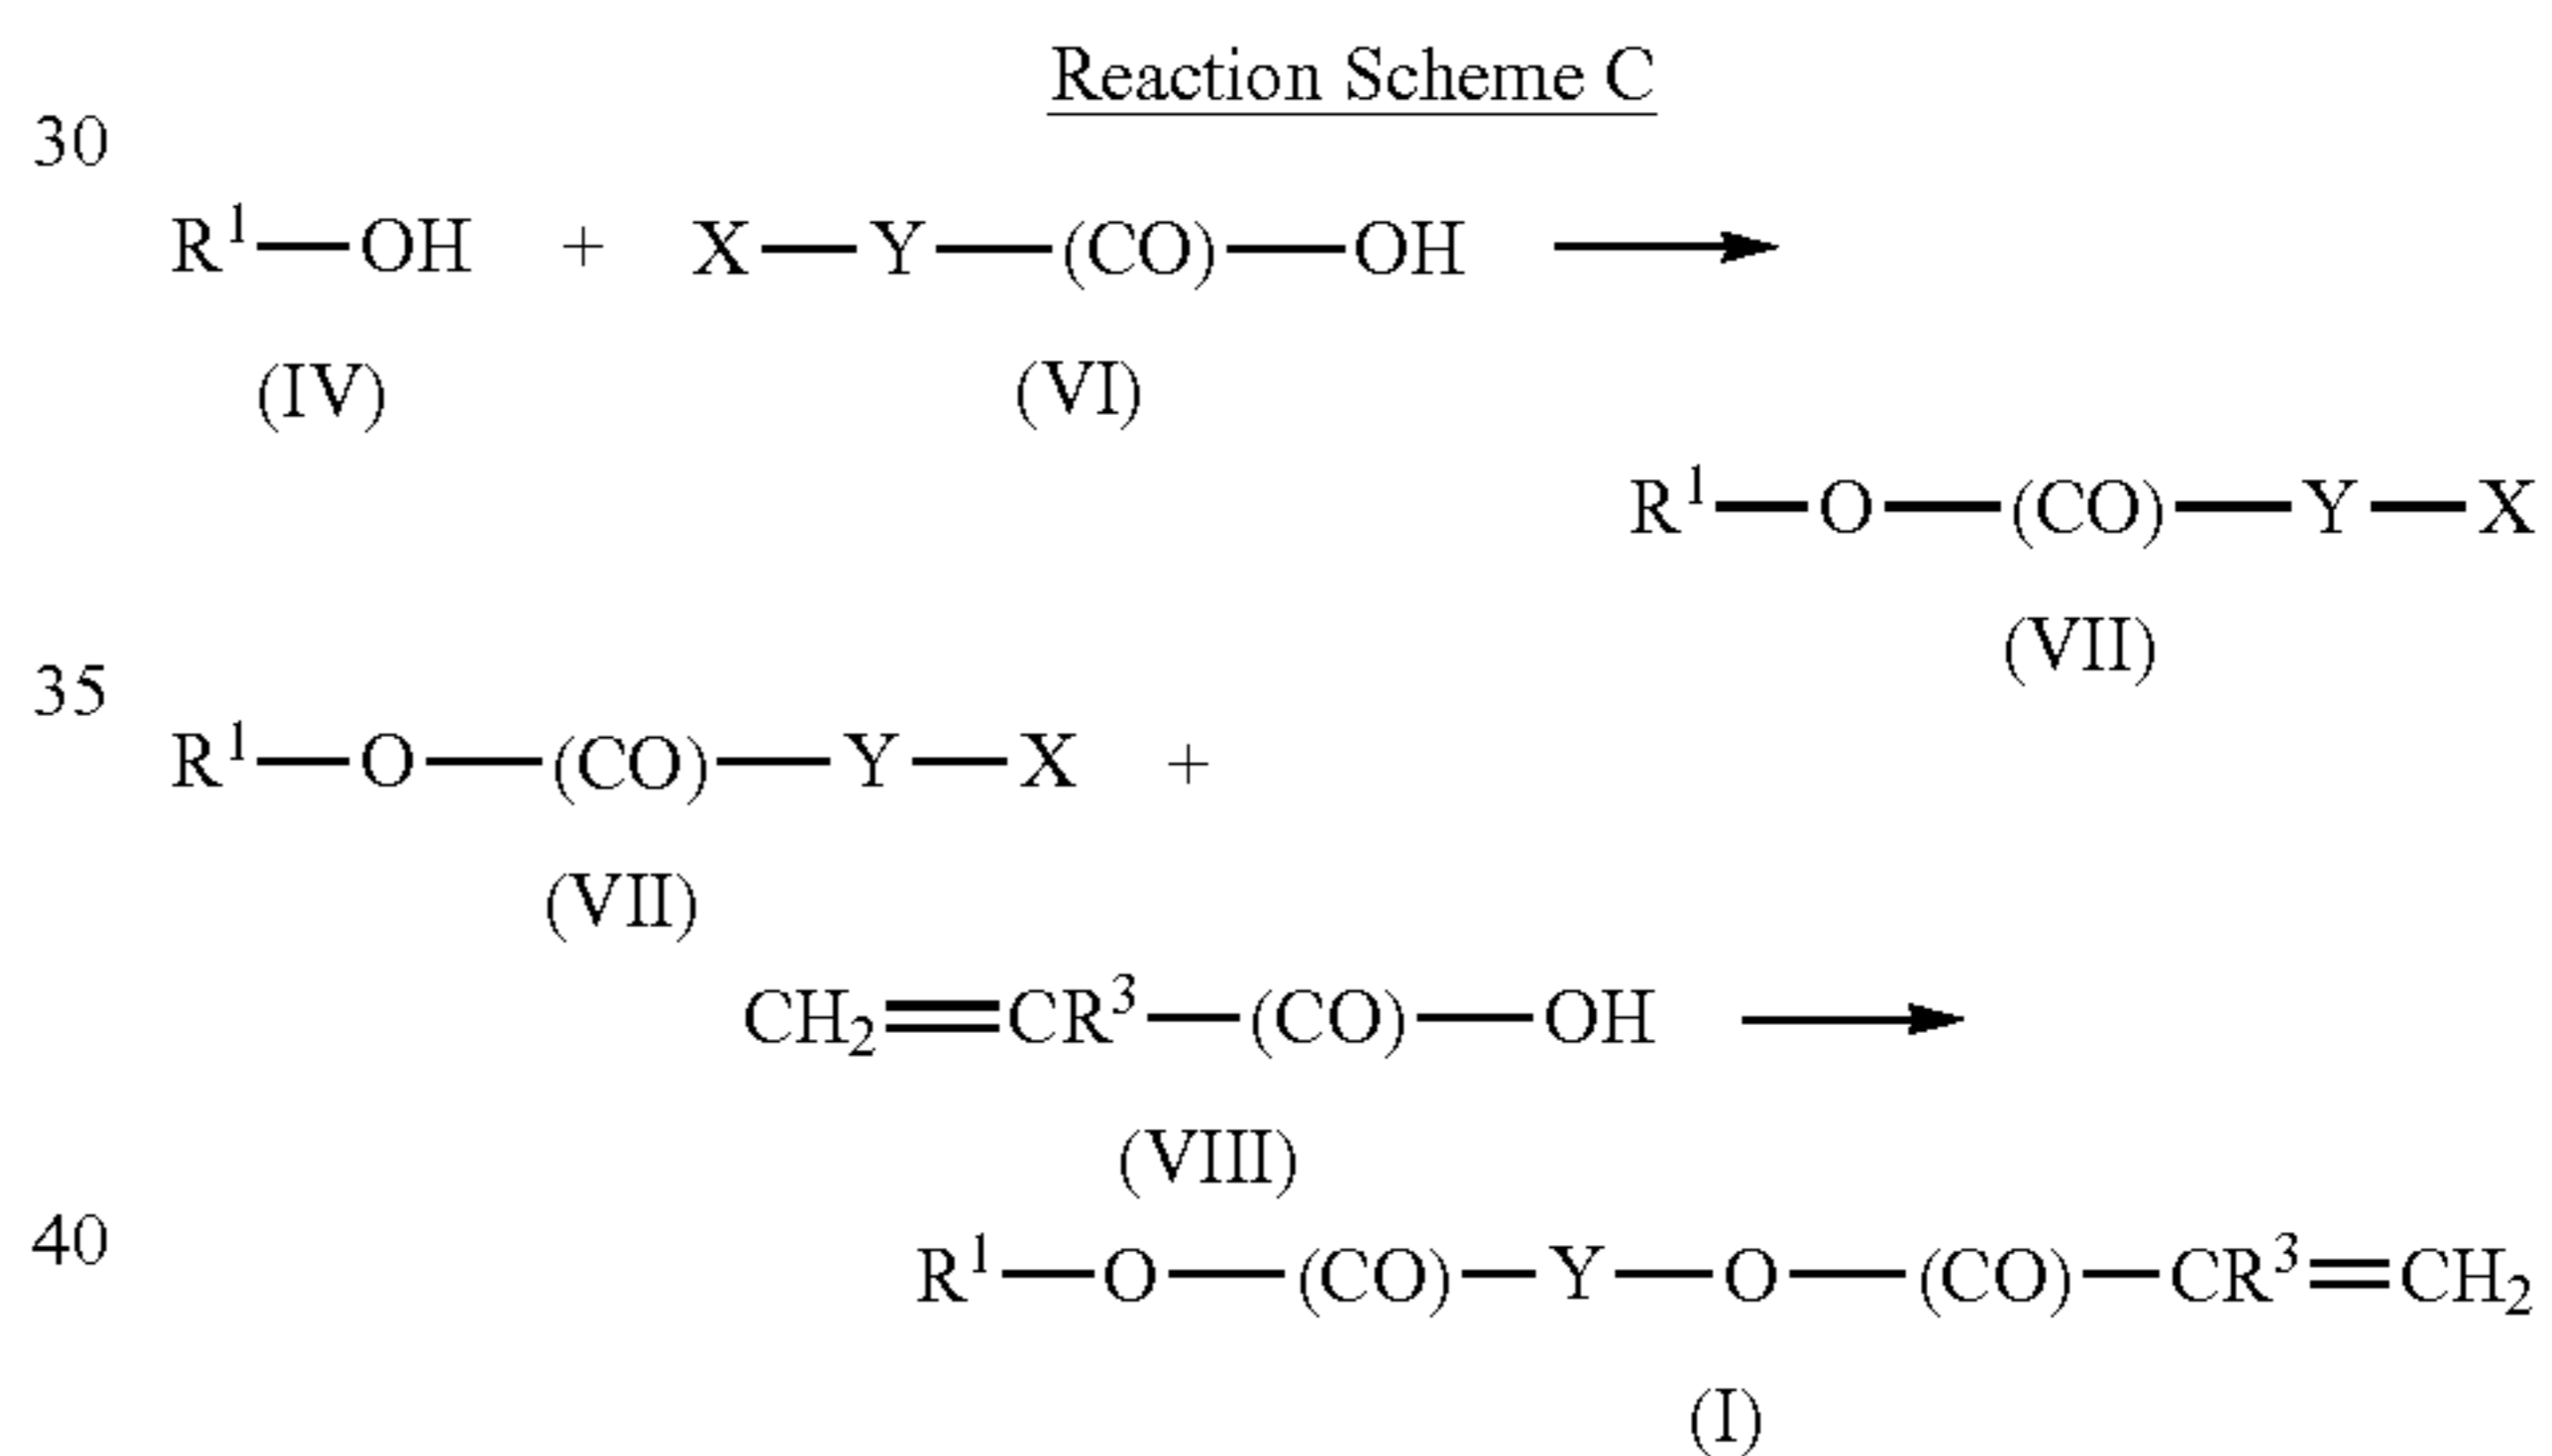 Reaction Scheme C
30
R¹—OH + X—Y—(CO)—OH ⟶
(IV) (VI)
R¹—O—(CO)—Y—X
(VII)
35
R¹—O—(CO)—Y—X +
(VII)
CH₂=CR³—(CO)—OH ⟶
(VIII)
40
R¹—O—(CO)—Y—O—(CO)—CR³=CH₂
(I)